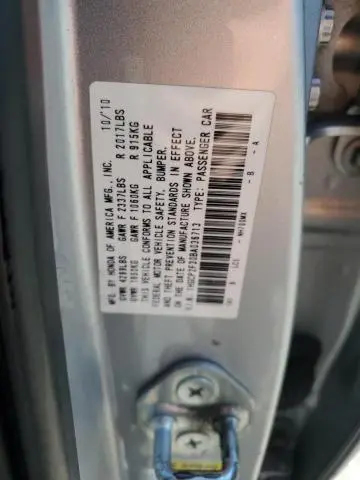 MFD. BY HONDA OF AMERICA MFG., INC. 10/10
GVWR 4299LBS GAWR F 2337LBS R 2017LBS
GVWR 1950KG GAWR F 1060KG R 915KG
THIS VEHICLE CONFORMS TO ALL APPLICABLE
FEDERAL MOTOR VEHICLE SAFETY, BUMPER,
AND THEFT PREVENTION STANDARDS IN EFFECT
ON THE DATE OF MANUFACTURE SHOWN ABOVE.
V.I.N. TYPE: PASSENGER CAR
- B - A